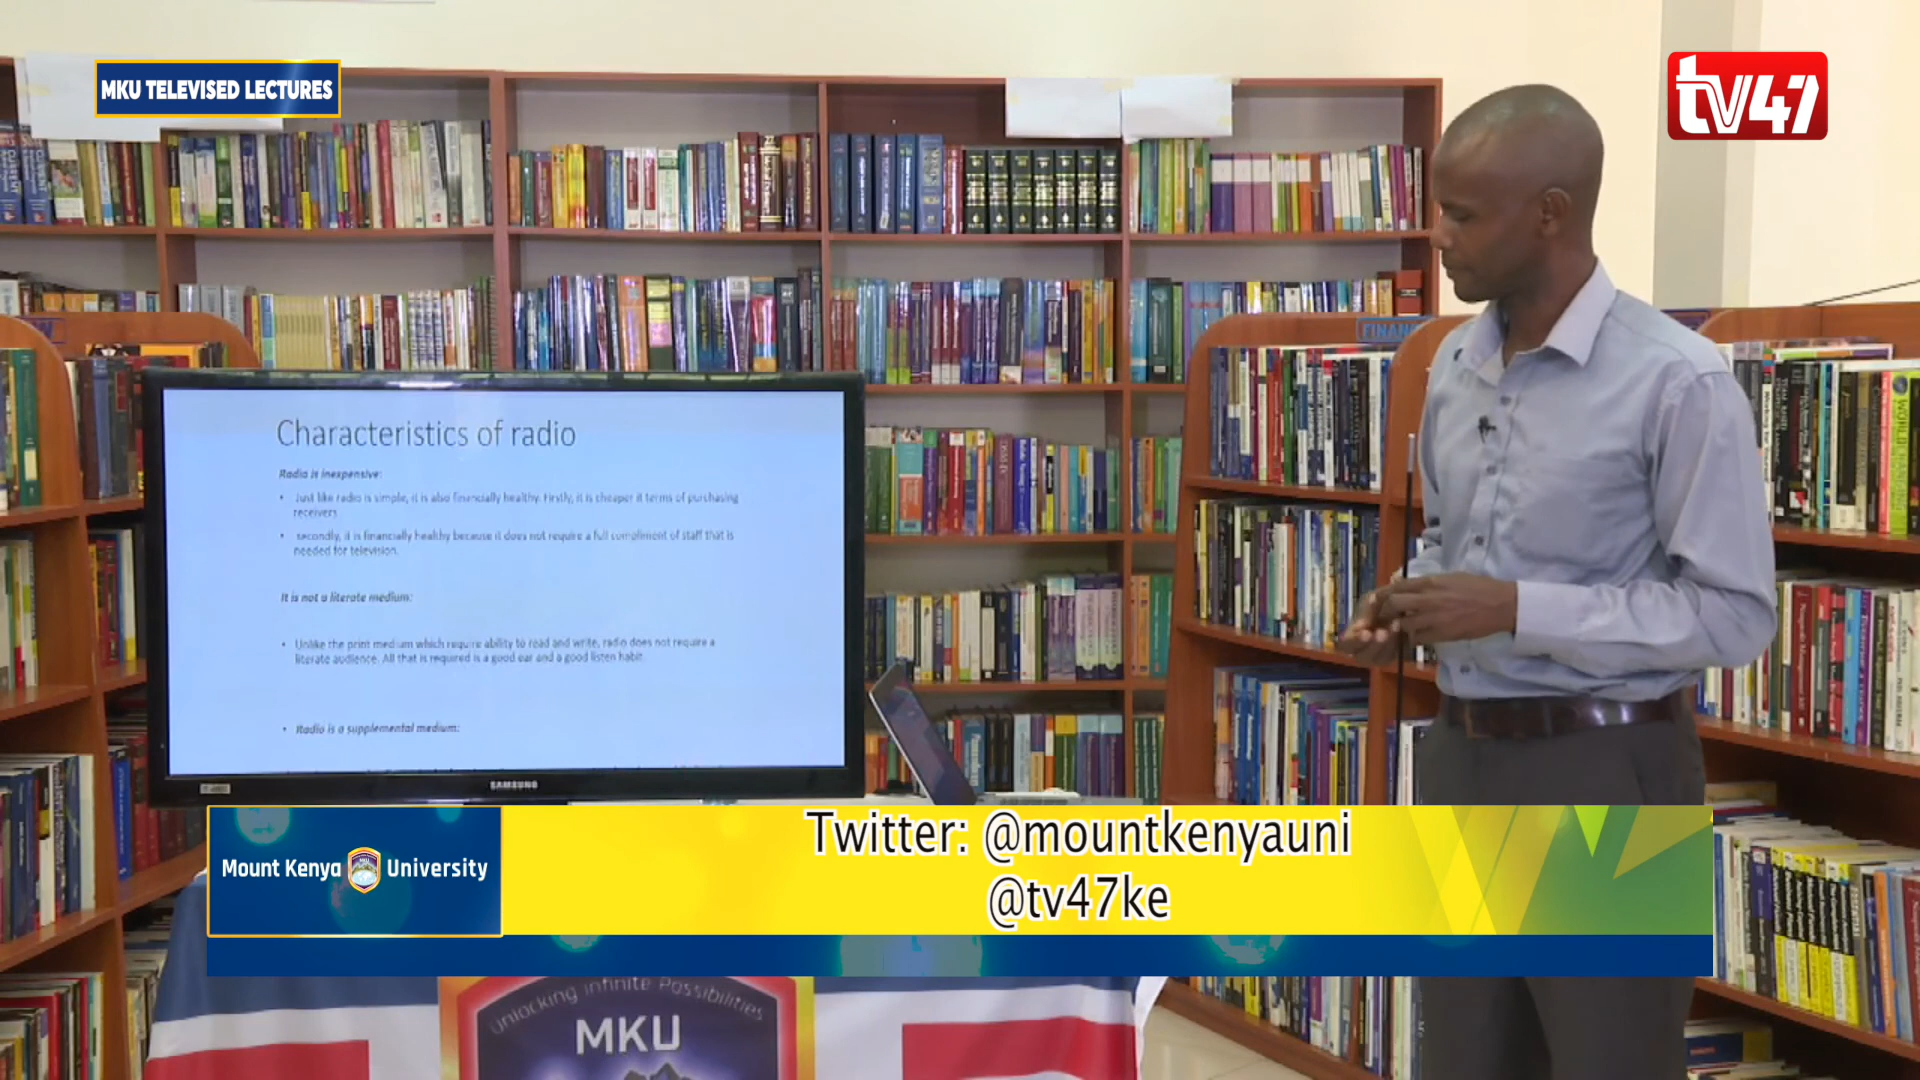 MKU TELEVISED LECTURES
tv47
FINANC
Characteristics of radio
Radio is inexpensive:
• Just like radio is simple, it is also financially healthy. Firstly, it is cheaper it terms of purchasing
receivers
• secondly, it is financially healthy because it does not require a full compliment of staff that is
needed for television.
It is not a literate medium:
• Unlike the print medium which require ability to read and write, radio does not require a
literate audience. All that is required is a good ear and a good listen habit.
• Radio is a supplemental medium:
SAMSUNG
Mount Kenya University
Twitter: @mountkenyauni
@tv47ke
Unlocking Infinite Possibilities
MKU